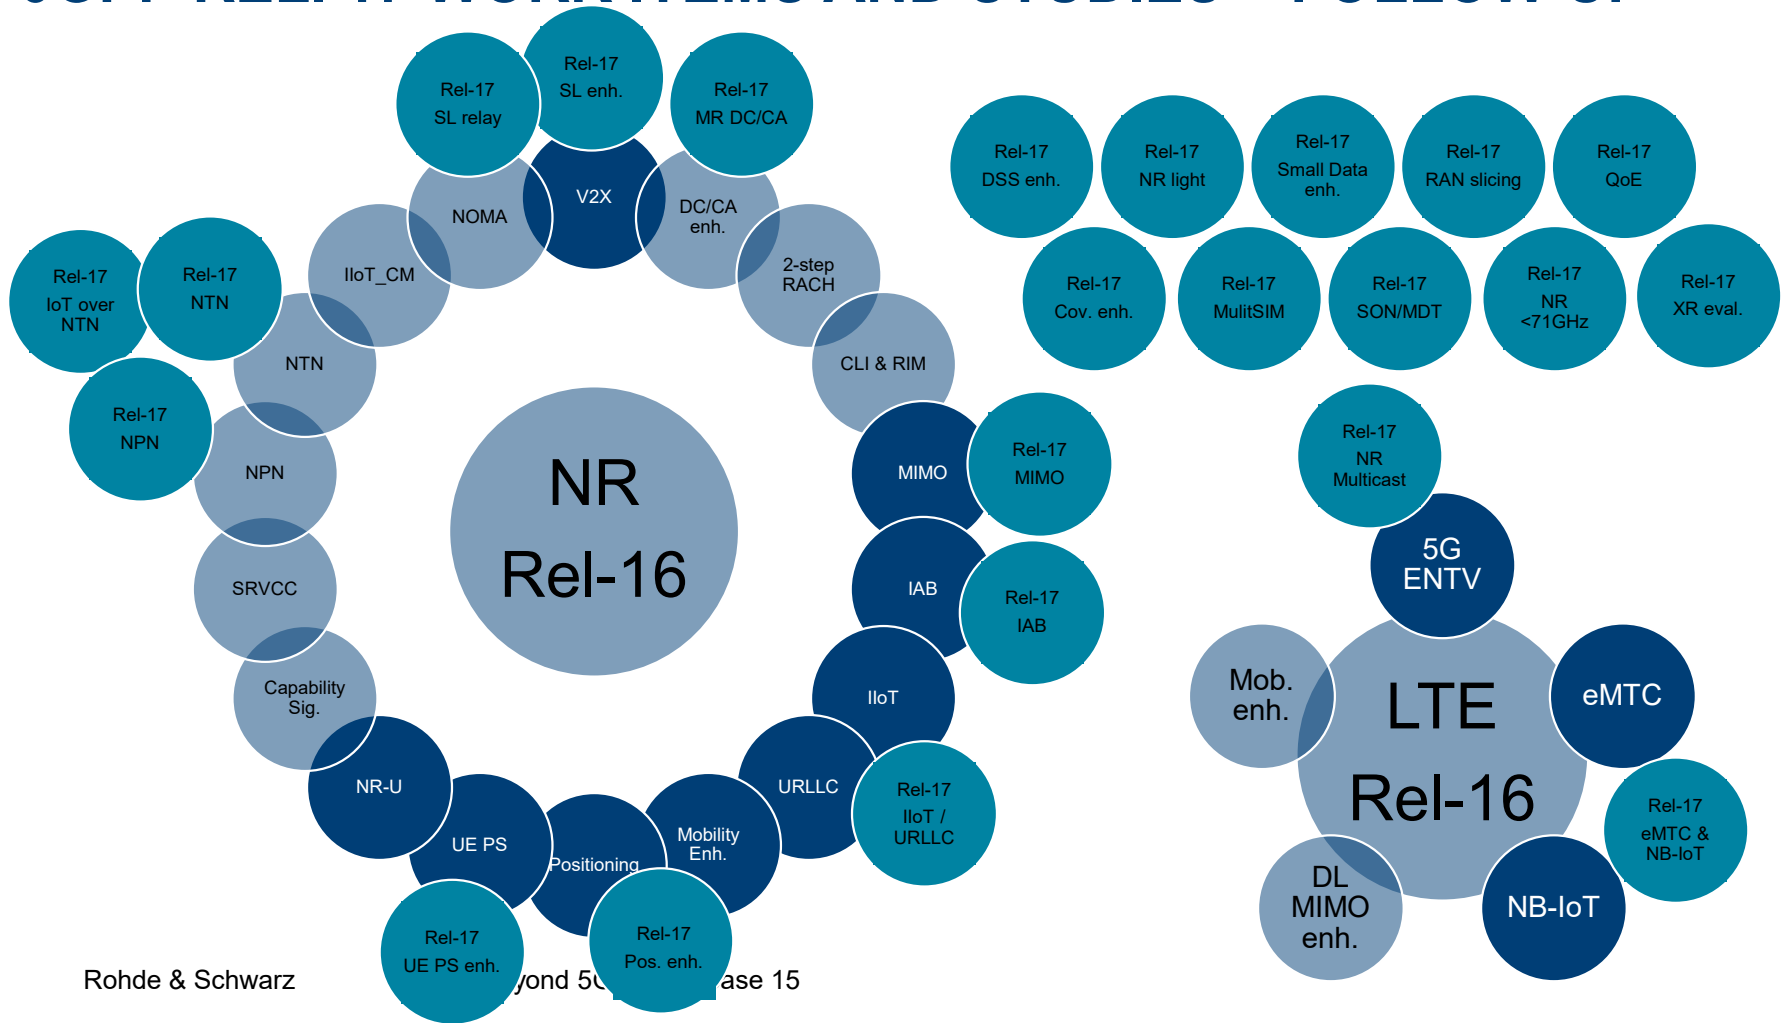 Rel-17
SL relay
Rel-17
SL enh.
Rel-17
MR DC/CA
NOMA
V2X
DC/CA
enh.
IIoT_CM
2-step
RACH
Rel-17
IoT over
NTN
Rel-17
NTN
NTN
CLI & RIM
Rel-17
NPN
NPN
MIMO
Rel-17
MIMO
NR
Rel-16
SRVCC
IAB
Rel-17
IAB
Capability
Sig.
IIoT
NR-U
URLLC
Rel-17
IIoT /
URLLC
UE PS
Positioning
Mobility
Enh.
Rel-17
UE PS enh.
Rel-17
Pos. enh.
Rel-17
DSS enh.
Rel-17
NR light
Rel-17
Small Data
enh.
Rel-17
RAN slicing
Rel-17
QoE
Rel-17
Cov. enh.
Rel-17
MulitSIM
Rel-17
SON/MDT
Rel-17
NR
<71GHz
Rel-17
XR eval.
Rel-17
NR
Multicast
5G
ENTV
Mob.
enh.
LTE
Rel-16
eMTC
Rel-17
eMTC &
NB-IoT
DL
MIMO
enh.
NB-IoT
Rohde & Schwarz
yond 5G ase 15